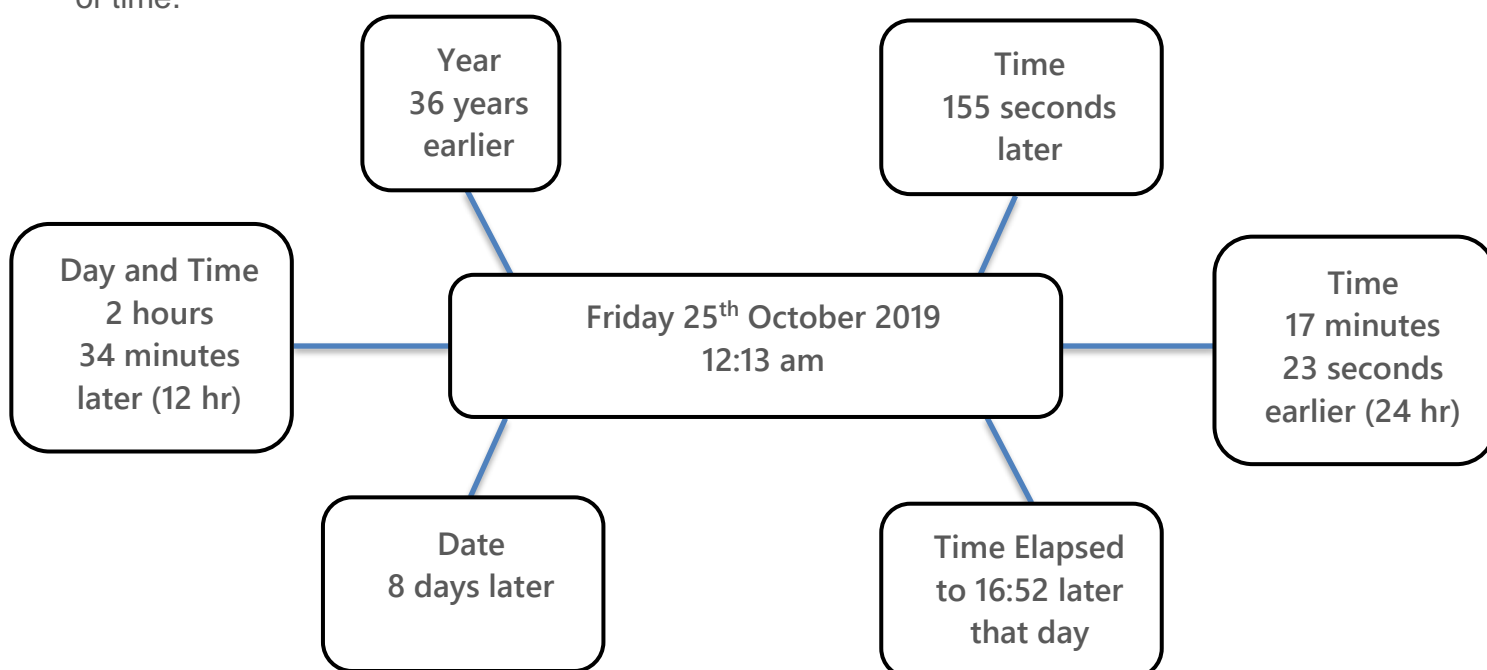 of time.
Year
36 years
earlier
Time
155 seconds
later
Day and Time
2 hours
34 minutes
later (12 hr)
Friday 25th October 2019
12:13 am
Time
17 minutes
23 seconds
earlier (24 hr)
Date
8 days later
Time Elapsed
to 16:52 later
that day